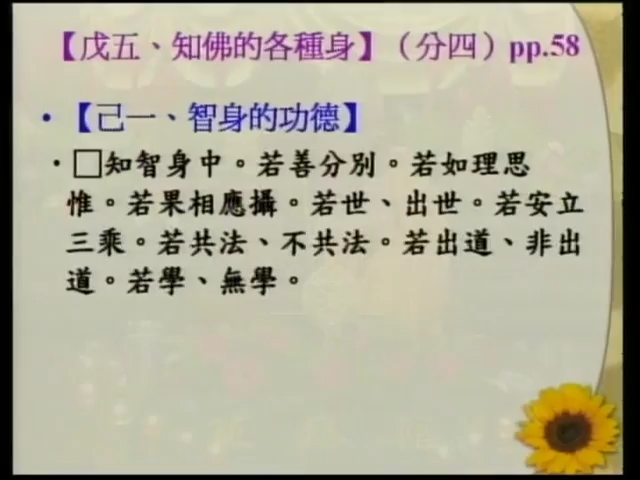 【戊五、知佛的各種身】（分四）pp.58
•【己一、智身的功德】
•□知智身中。若善分別。若如理思
惟。若果相應攝。若世、出世。若安立
三乘。若共法、不共法。若出道、非出
道。若學、無學。